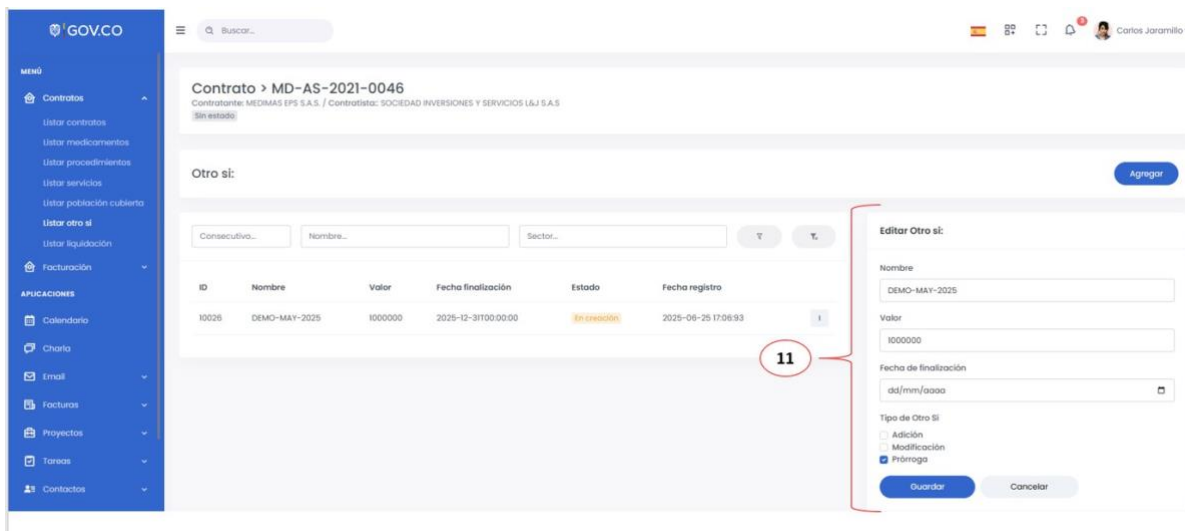 GOV.CO
Buscar...
3
Carlos Jaramillo
MENÚ
Contratos
Listar contratos
Listar medicamentos
Listar procedimientos
Listar servicios
Listar población cubierta
Listar otro sí
Listar liquidación
Facturación
APLICACIONES
Calendario
Charla
Email
Facturas
Proyectos
Tareas
Contactos
Contrato > MD-AS-2021-0046
Contratante: MEDIMAS EPS S.A.S. / Contratista: SOCIEDAD INVERSIONES Y SERVICIOS L&J S.A.S
Sin estado
Otro si:
Agregar
Consecutivo... Nombre... Sector...
ID Nombre Valor Fecha finalización Estado Fecha registro
10026 DEMO-MAY-2025 1000000 2025-12-31T00:00:00 En creación 2025-06-25 17:06:93
11
Editar Otro si:
Nombre
DEMO-MAY-2025
Valor
1000000
Fecha de finalización
dd/mm/aaaa
Tipo de Otro Si
Adición
Modificación
Prórroga
Guardar Cancelar